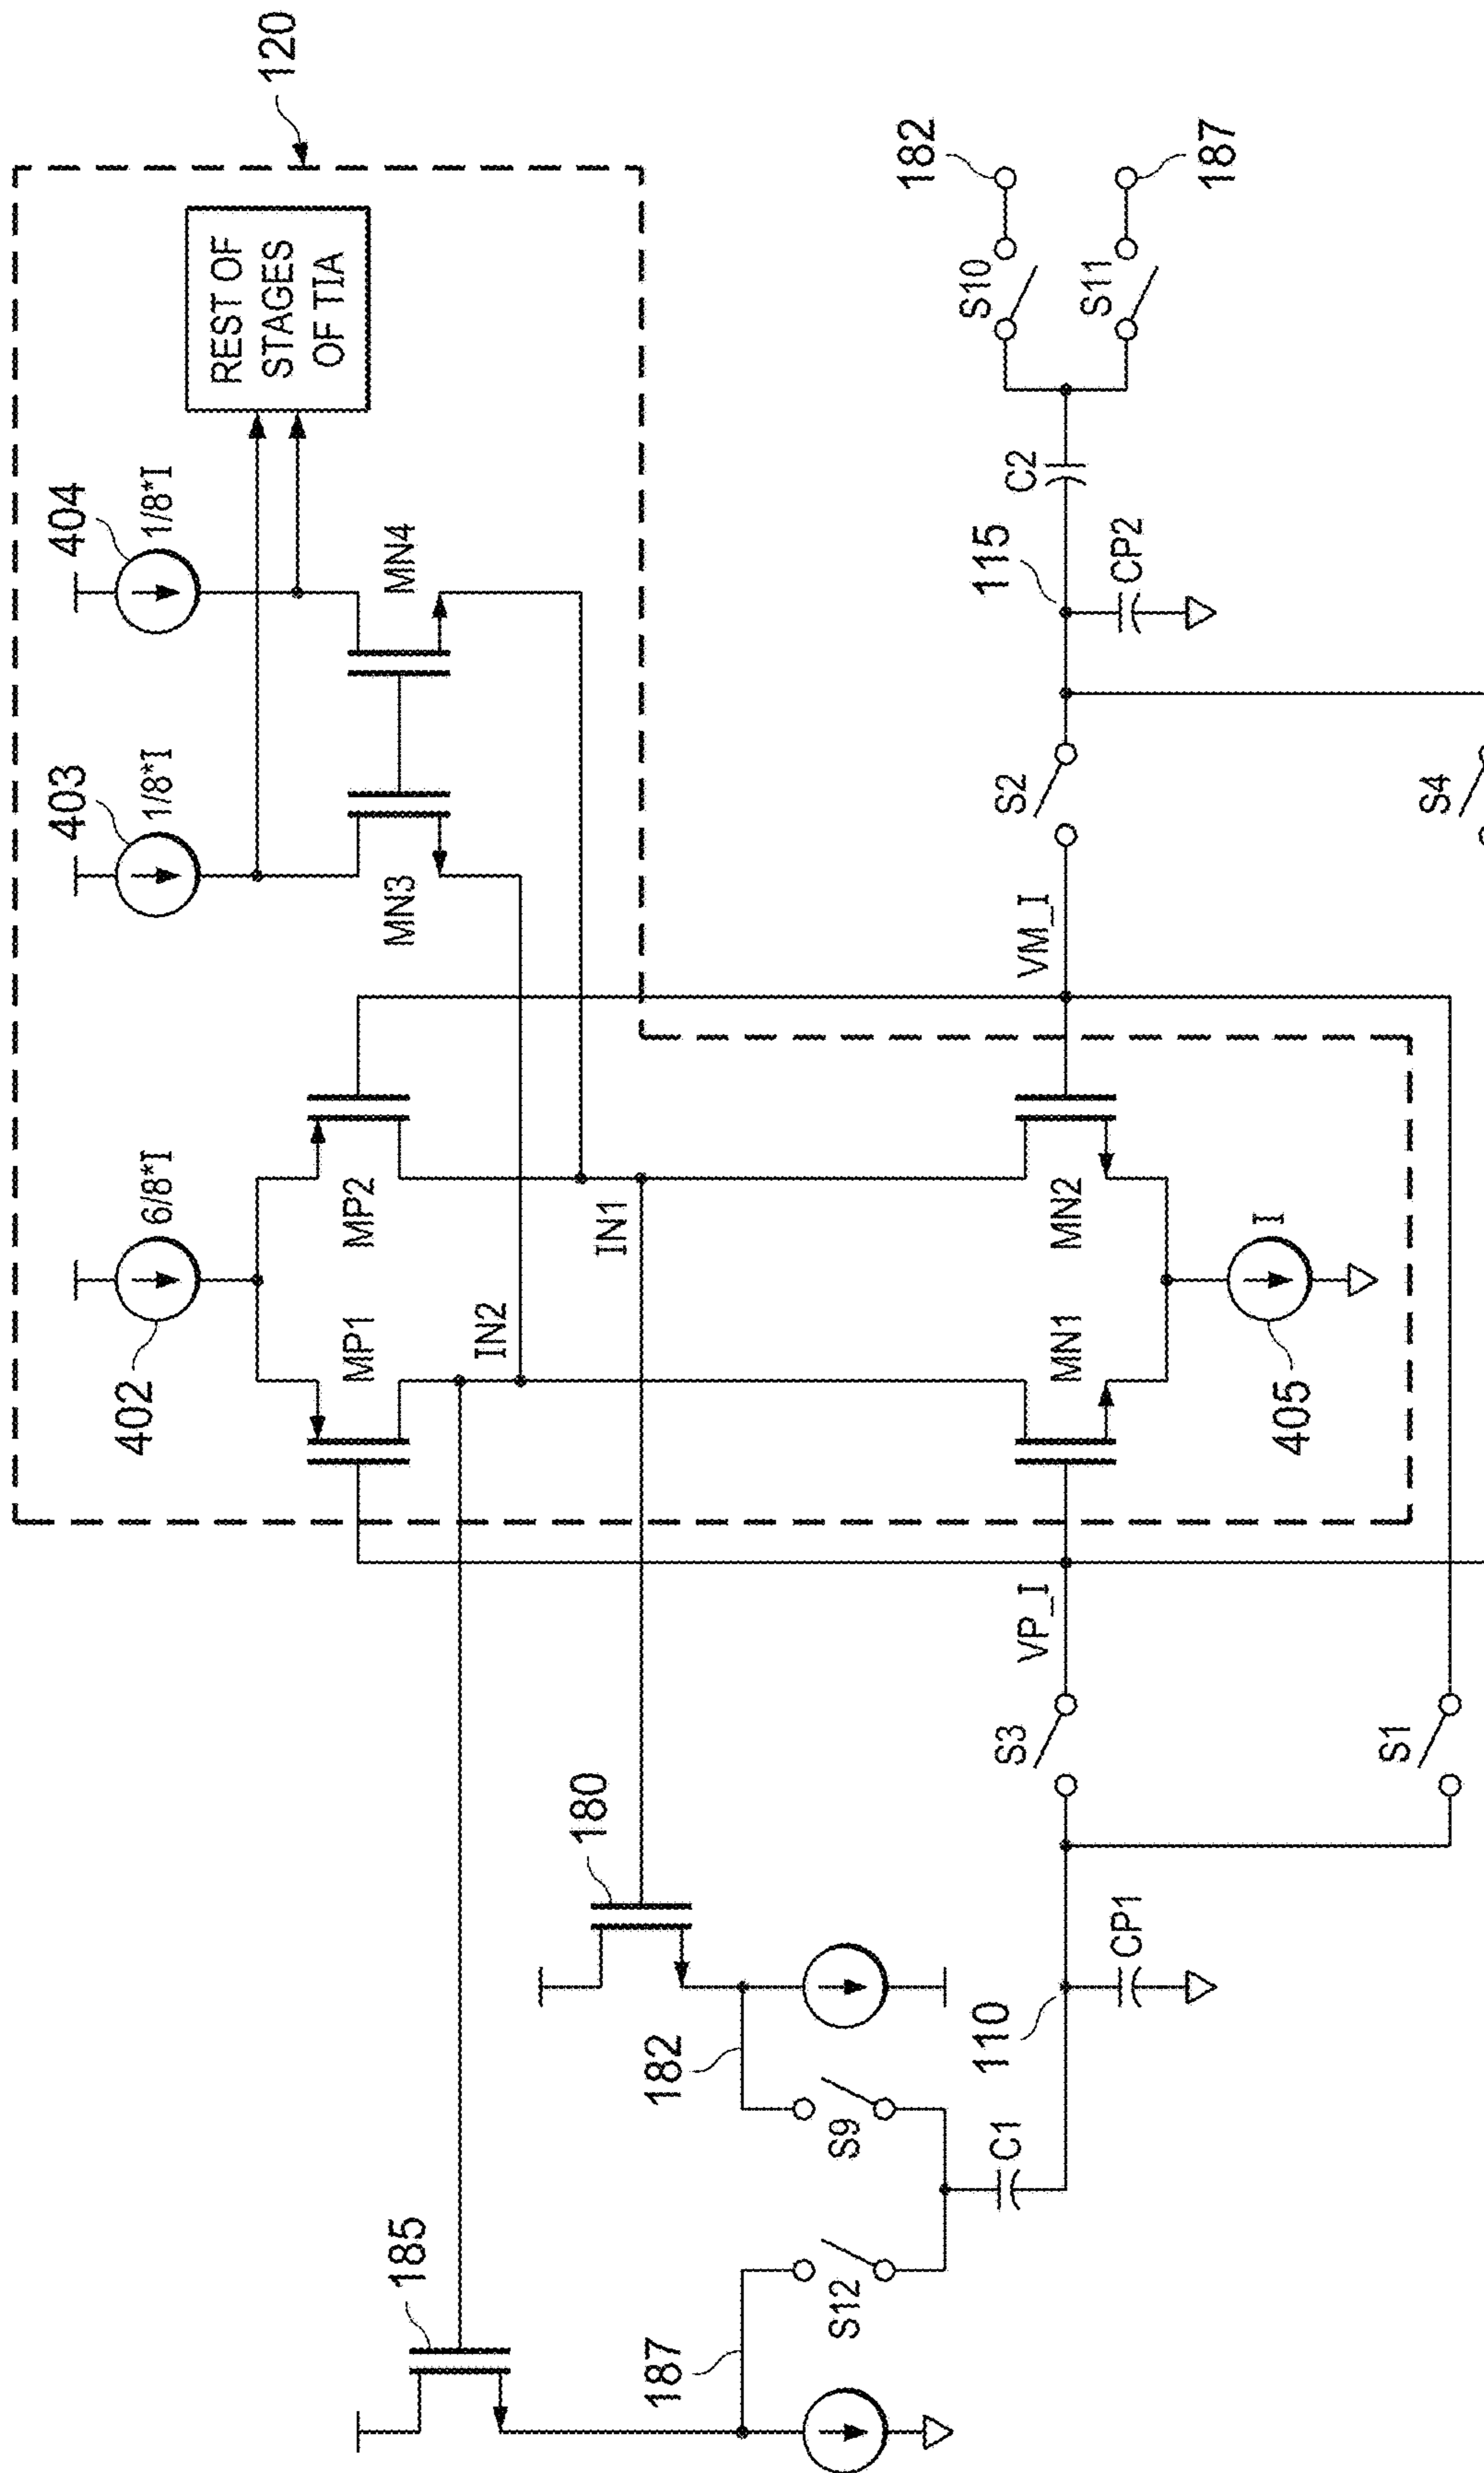 120
REST OF
STAGES
OF TIA
404
1/8*I
403
1/8*I
402
6/8*I
MN4
MN3
MP1
MP2
IN2
IN1
MN1
MN2
405
I
185
180
187
182
S12
S9
C1
110
CP1
S3
VP_I
S1
VM_I
S2
S4
115
CP2
C2
S10
182
S11
187